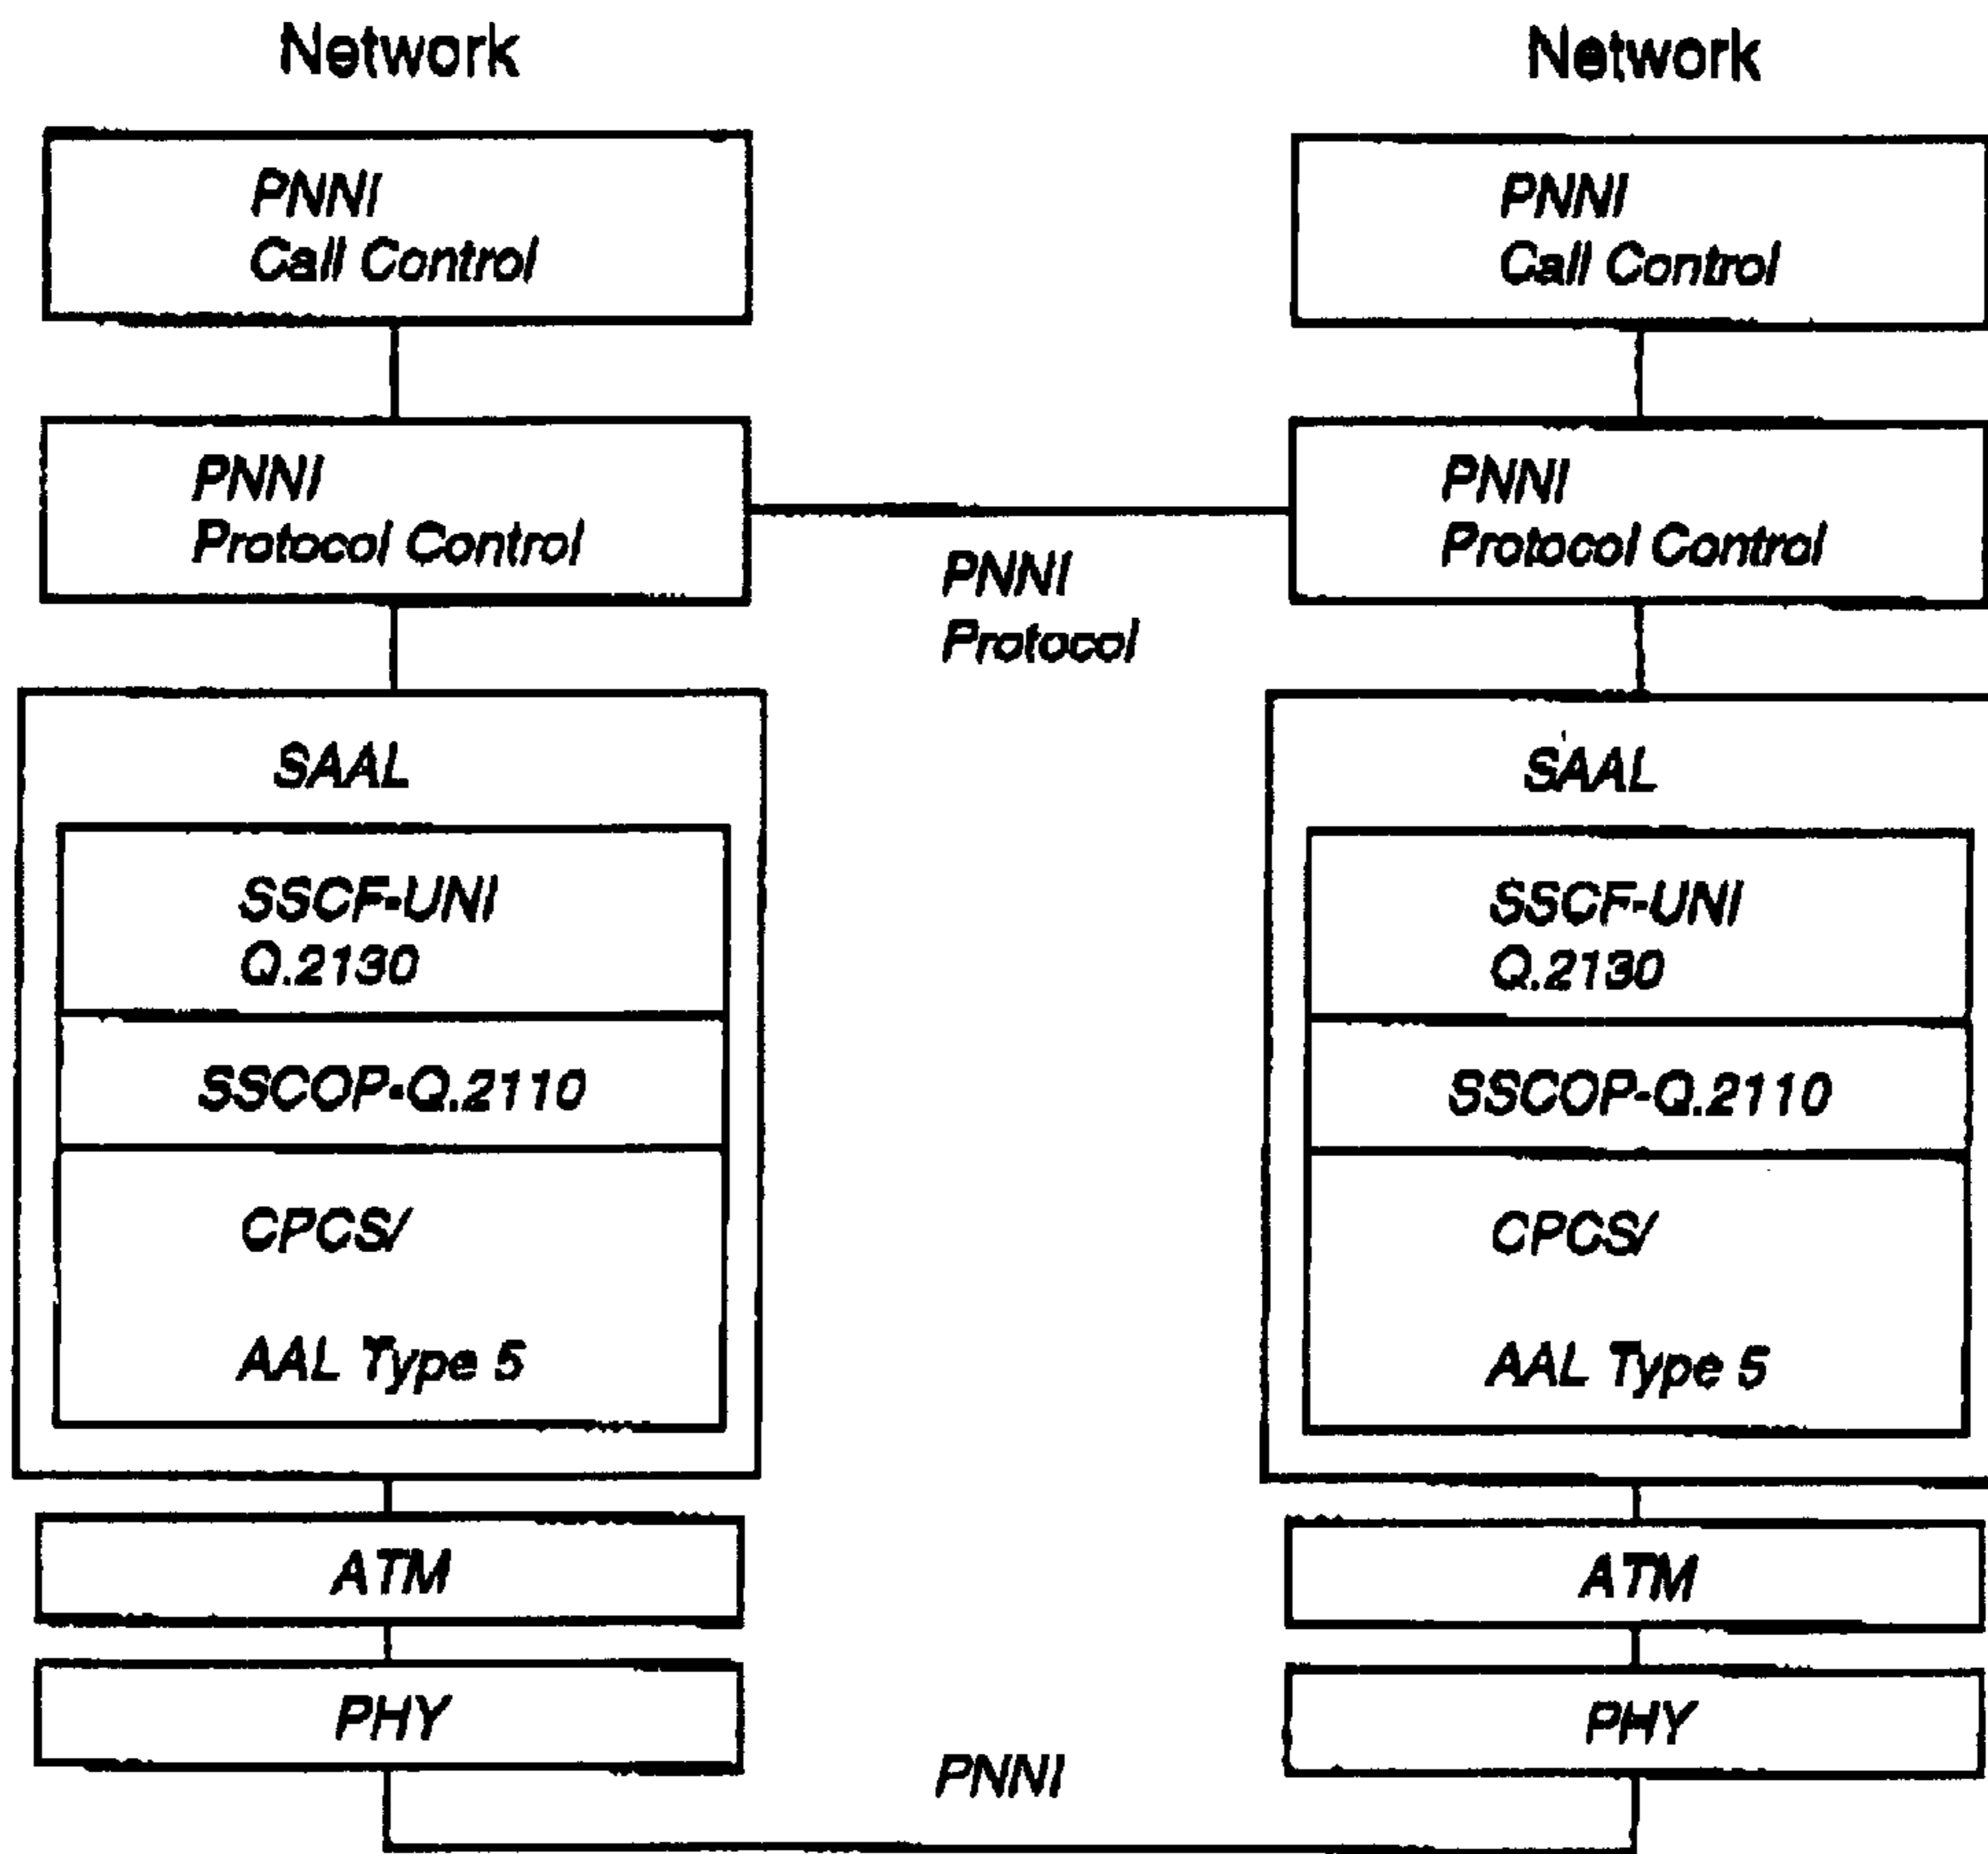 Network
PNNI
Call Control
PNNI
Protocol Control
SAAL
SSCF-UNI
Q.2130
SSCOP-Q.2110
CPCS/
AAL Type 5
ATM
PHY
PNNI
Protocol
PNNI
Network
PNNI
Call Control
PNNI
Protocol Control
SAAL
SSCF-UNI
Q.2130
SSCOP-Q.2110
CPCS/
AAL Type 5
ATM
PHY